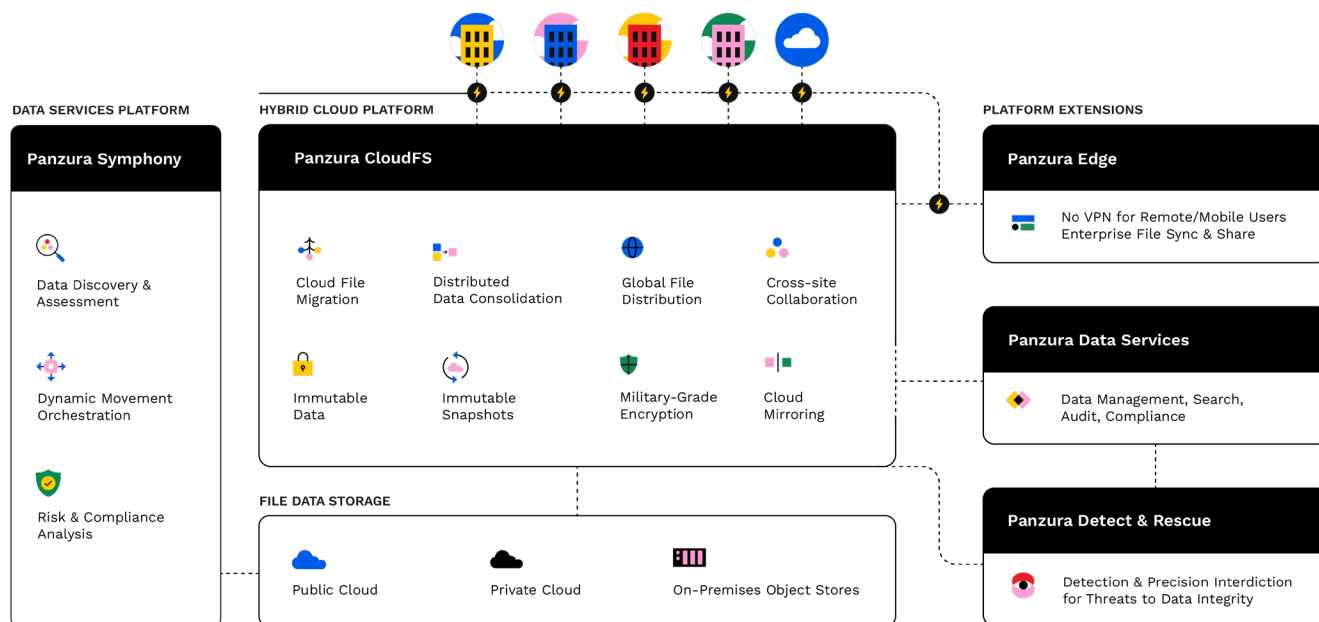 DATA SERVICES PLATFORM
Panzura Symphony
Data Discovery &
Assessment
Dynamic Movement
Orchestration
Risk & Compliance
Analysis
HYBRID CLOUD PLATFORM
Panzura CloudFS
Cloud File
Migration
Distributed
Data Consolidation
Global File
Distribution
Cross-site
Collaboration
Immutable
Data
Immutable
Snapshots
Military-Grade
Encryption
Cloud
Mirroring
FILE DATA STORAGE
Public Cloud
Private Cloud
On-Premises Object Stores
PLATFORM EXTENSIONS
Panzura Edge
No VPN for Remote/Mobile Users
Enterprise File Sync & Share
Panzura Data Services
Data Management, Search,
Audit, Compliance
Panzura Detect & Rescue
Detection & Precision Interdiction
for Threats to Data Integrity